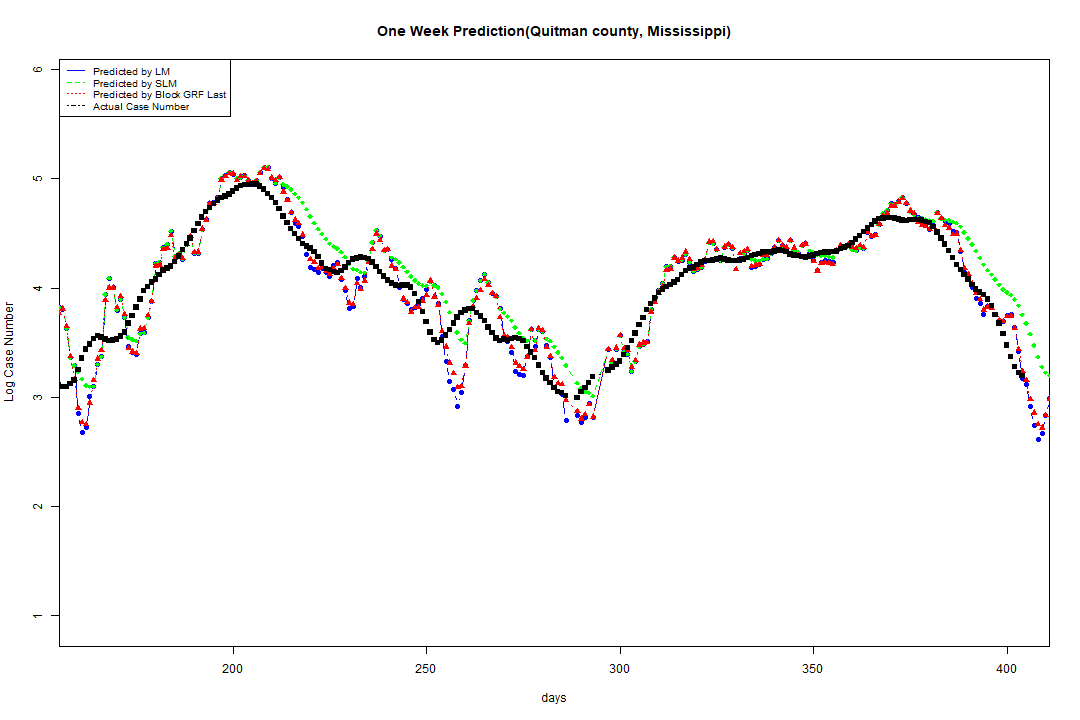 One Week Prediction(Quitman county, Mississippi)
Predicted by LM
Predicted by SLM
Predicted by Block GRF Last
Actual Case Number
6
5
4
3
2
1
Log Case Number
200 250 300 350 400
days